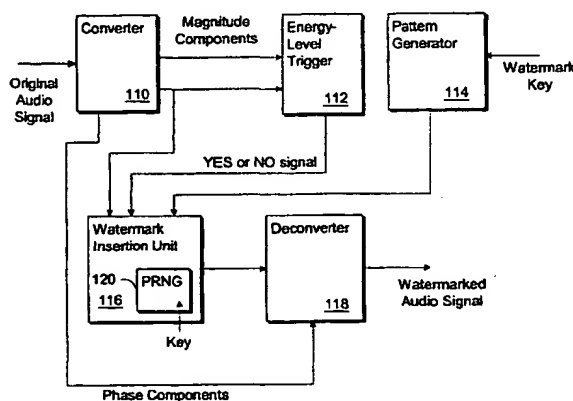 Converter
110
Magnitude
Components
Energy-
Level
Trigger
112
Pattern
Generator
114
Original
Audio
Signal
Watermark
Key
YES or NO signal
Watermark
Insertion Unit
120
PRNG
116
Key
Deconverter
118
Watermarked
Audio Signal
Phase Components